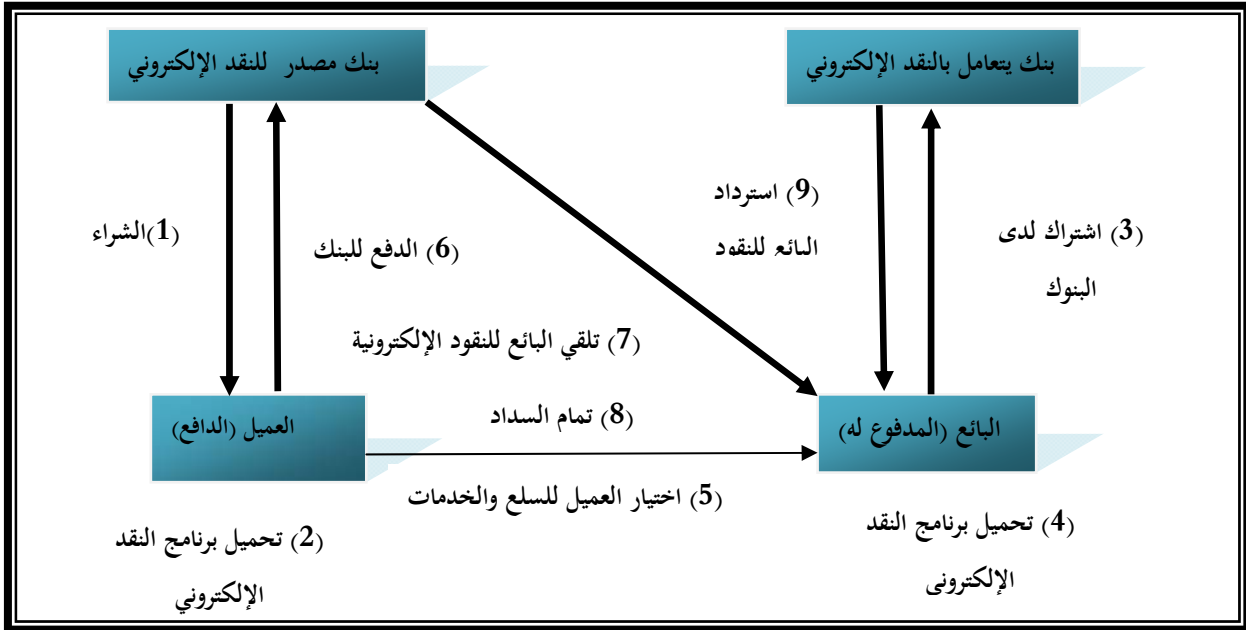 بنك يتعامل بالنقد الإلكتروني
بنك مصدر للنقد الإلكتروني
(3) اشتراك لدى
البنوك
(9) استرداد
البائع للنقود
(6) الدفع للبنك
(1)الشراء
(7) تلقي البائع للنقود الإلكترونية
البائع (المدفوع له)
(8) تمام السداد
العميل (الدافع)
(5) اختيار العميل للسلع والخدمات
(4) تحميل برنامج النقد
الإلكترونى
(2) تحميل برنامج النقد
الإلكتروني